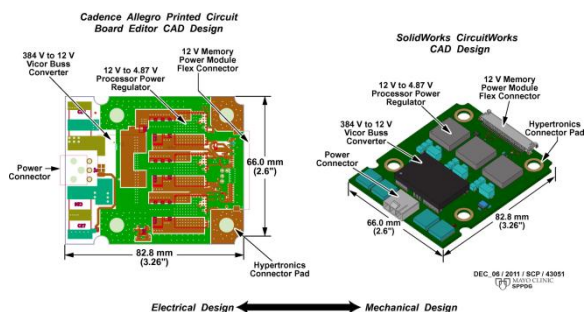 Cadence Allegro Printed Circuit
Board Editor CAD Design
384 V to 12 V
Vicor Buss
Converter
12 V to 4.87 V
Processor Power
Regulator
12 V Memory
Power Module
Flex Connector
Power
Connector
66.0 mm
(2.6")
82.8 mm
(3.26")
Hypertronics
Connector Pad
SolidWorks CircuitWorks
CAD Design
12 V to 4.87 V
Processor Power
Regulator
12 V Memory
Power Module
Flex Connector
384 V to 12 V
Vicor Buss
Converter
Power
Connector
Hypertronics
Connector Pad
66.0 mm
(2.6")
82.8 mm
(3.26")
DEC_06 / 2011 / SCP / 43051
MAYO CLINIC
SPPDG
Electrical Design
Mechanical Design